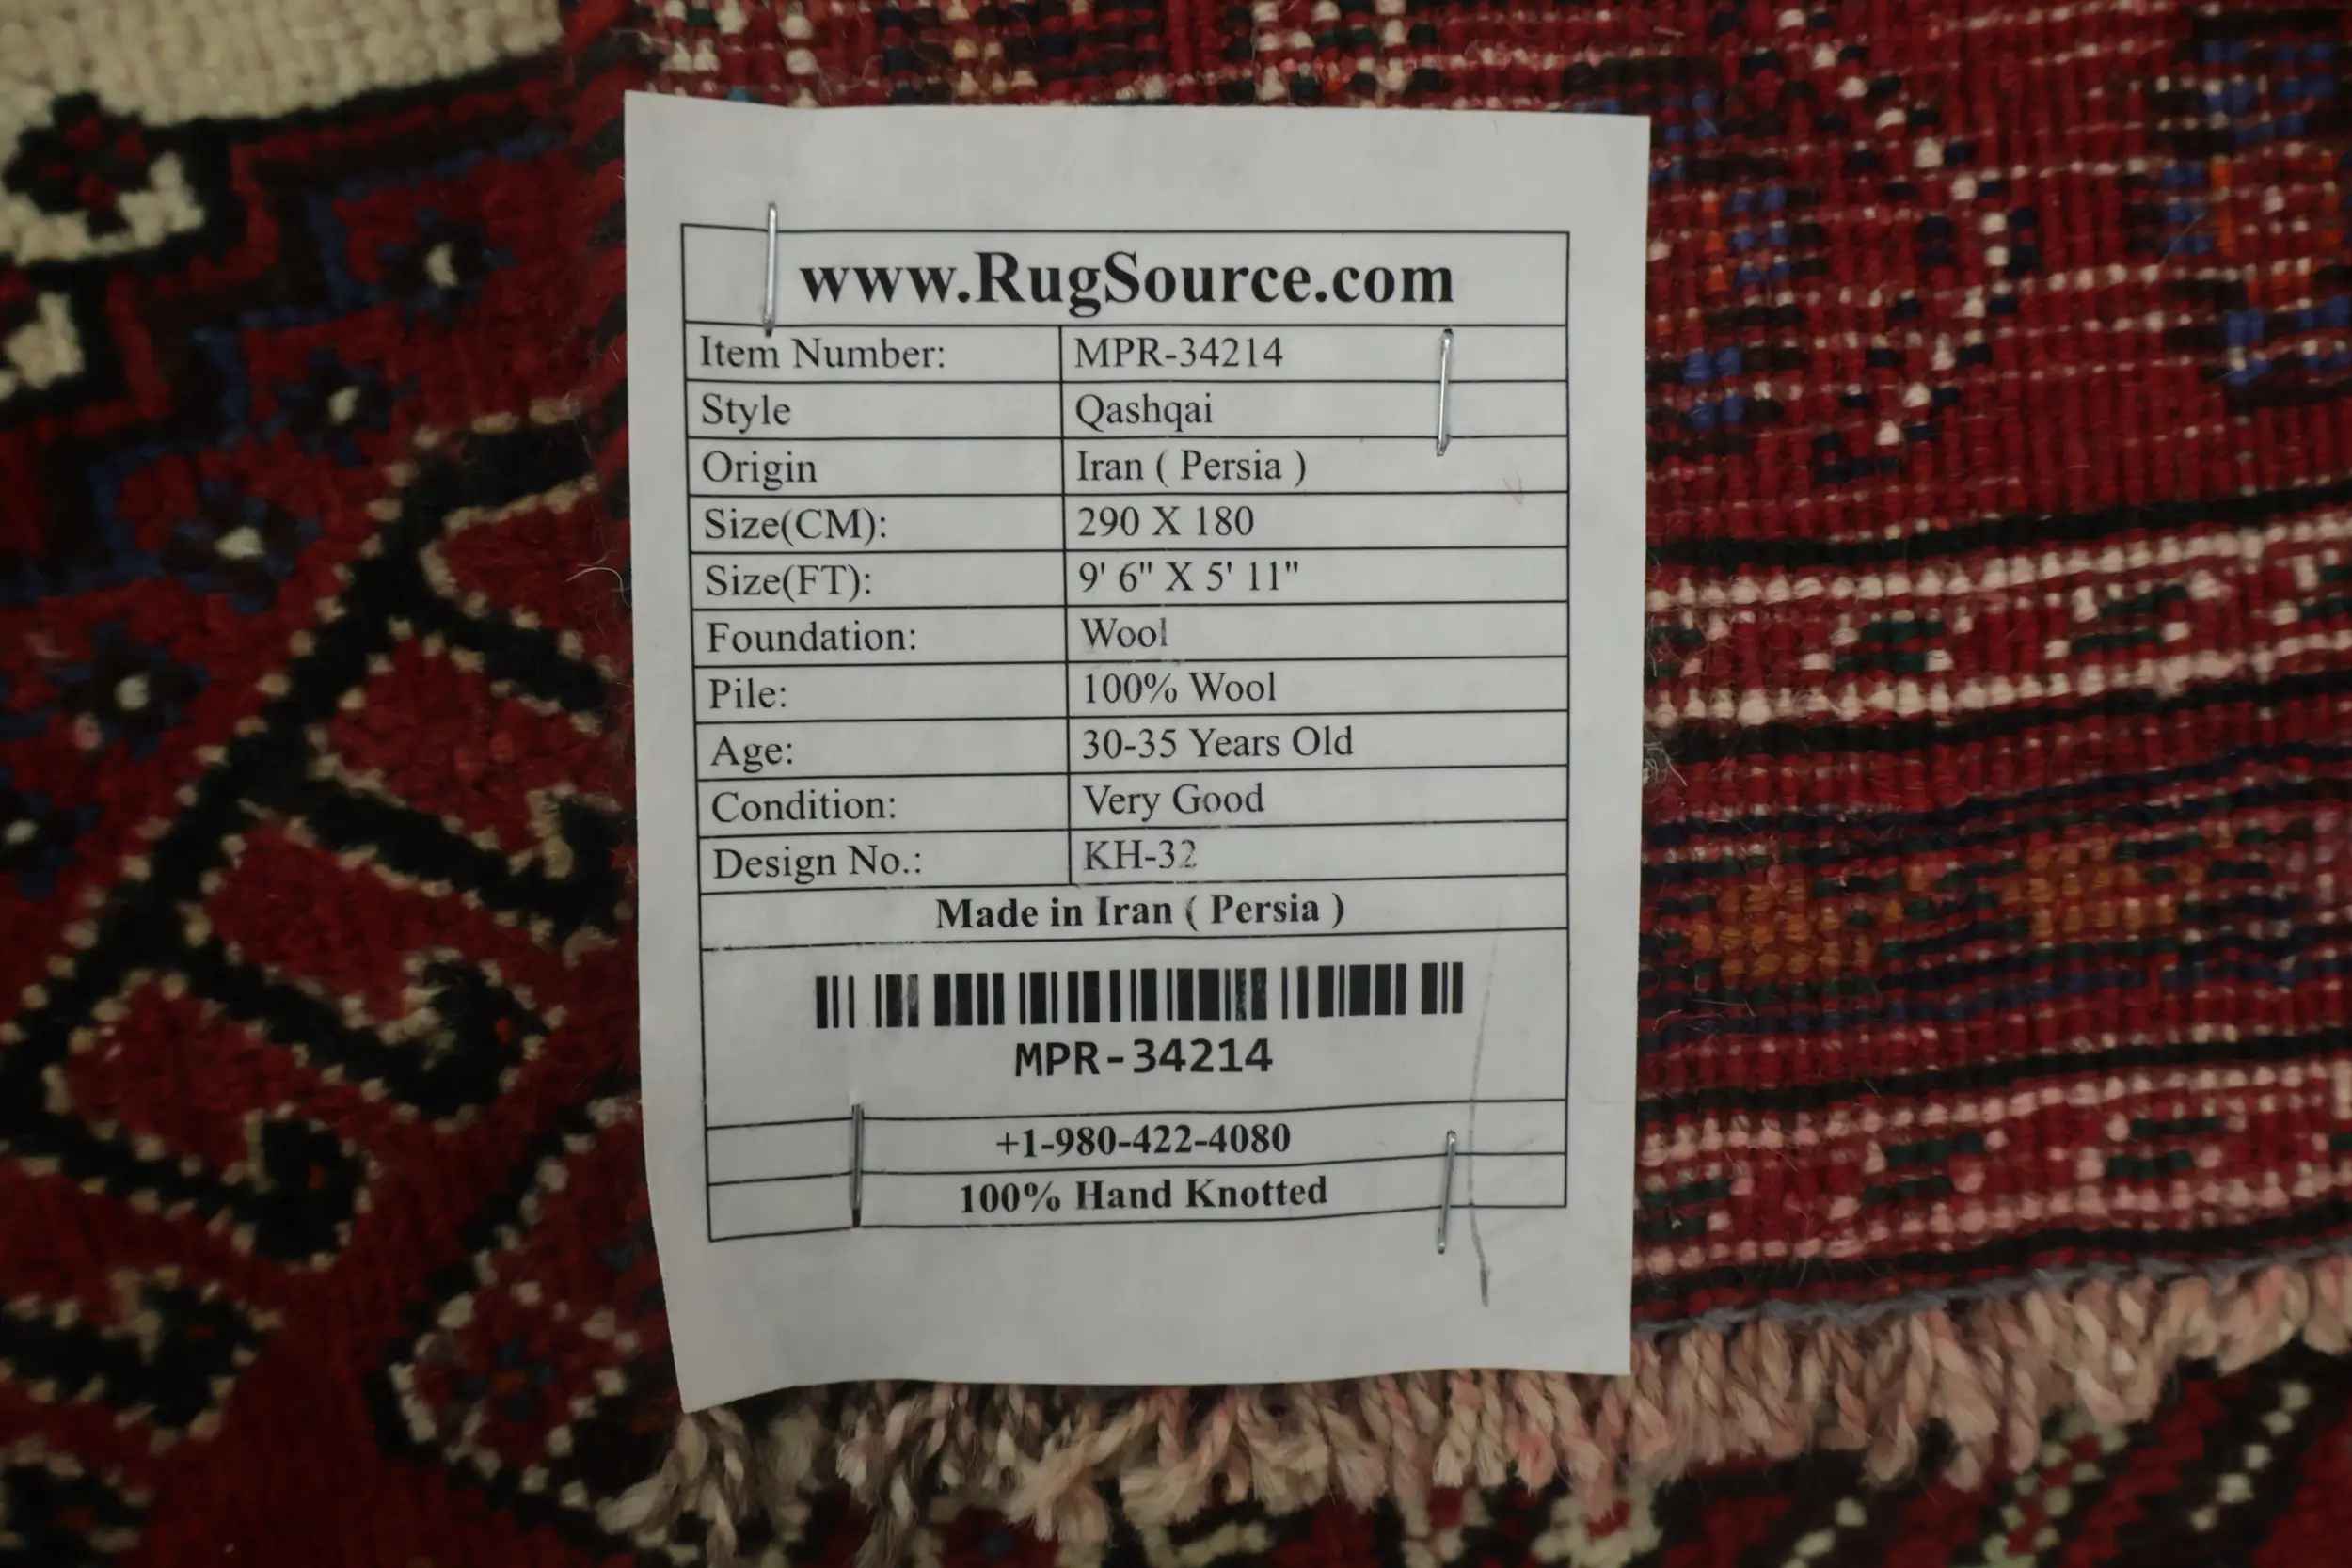 www.RugSource.com
Item Number: MPR-34214
Style Qashqai
Origin Iran ( Persia )
Size(CM): 290 X 180
Size(FT): 9' 6" X 5' 11"
Foundation: Wool
Pile: 100% Wool
Age: 30-35 Years Old
Condition: Very Good
Design No.: KH-32
Made in Iran ( Persia )
MPR-34214
+1-980-422-4080
100% Hand Knotted